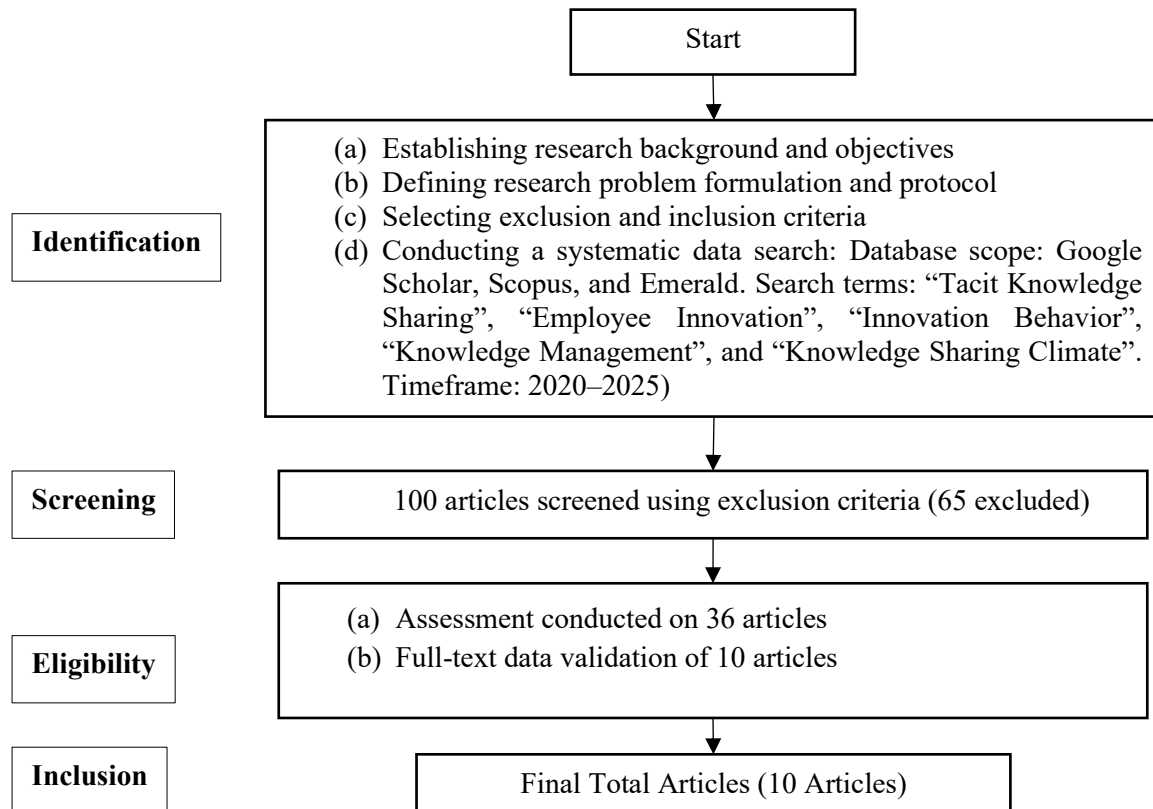 Start
Identification
(a) Establishing research background and objectives
(b) Defining research problem formulation and protocol
(c) Selecting exclusion and inclusion criteria
(d) Conducting a systematic data search: Database scope: Google
Scholar, Scopus, and Emerald. Search terms: “Tacit Knowledge
Sharing”, “Employee Innovation”, “Innovation Behavior”,
“Knowledge Management”, and “Knowledge Sharing Climate”.
Timeframe: 2020–2025)
Screening
100 articles screened using exclusion criteria (65 excluded)
Eligibility
(a) Assessment conducted on 36 articles
(b) Full-text data validation of 10 articles
Inclusion
Final Total Articles (10 Articles)